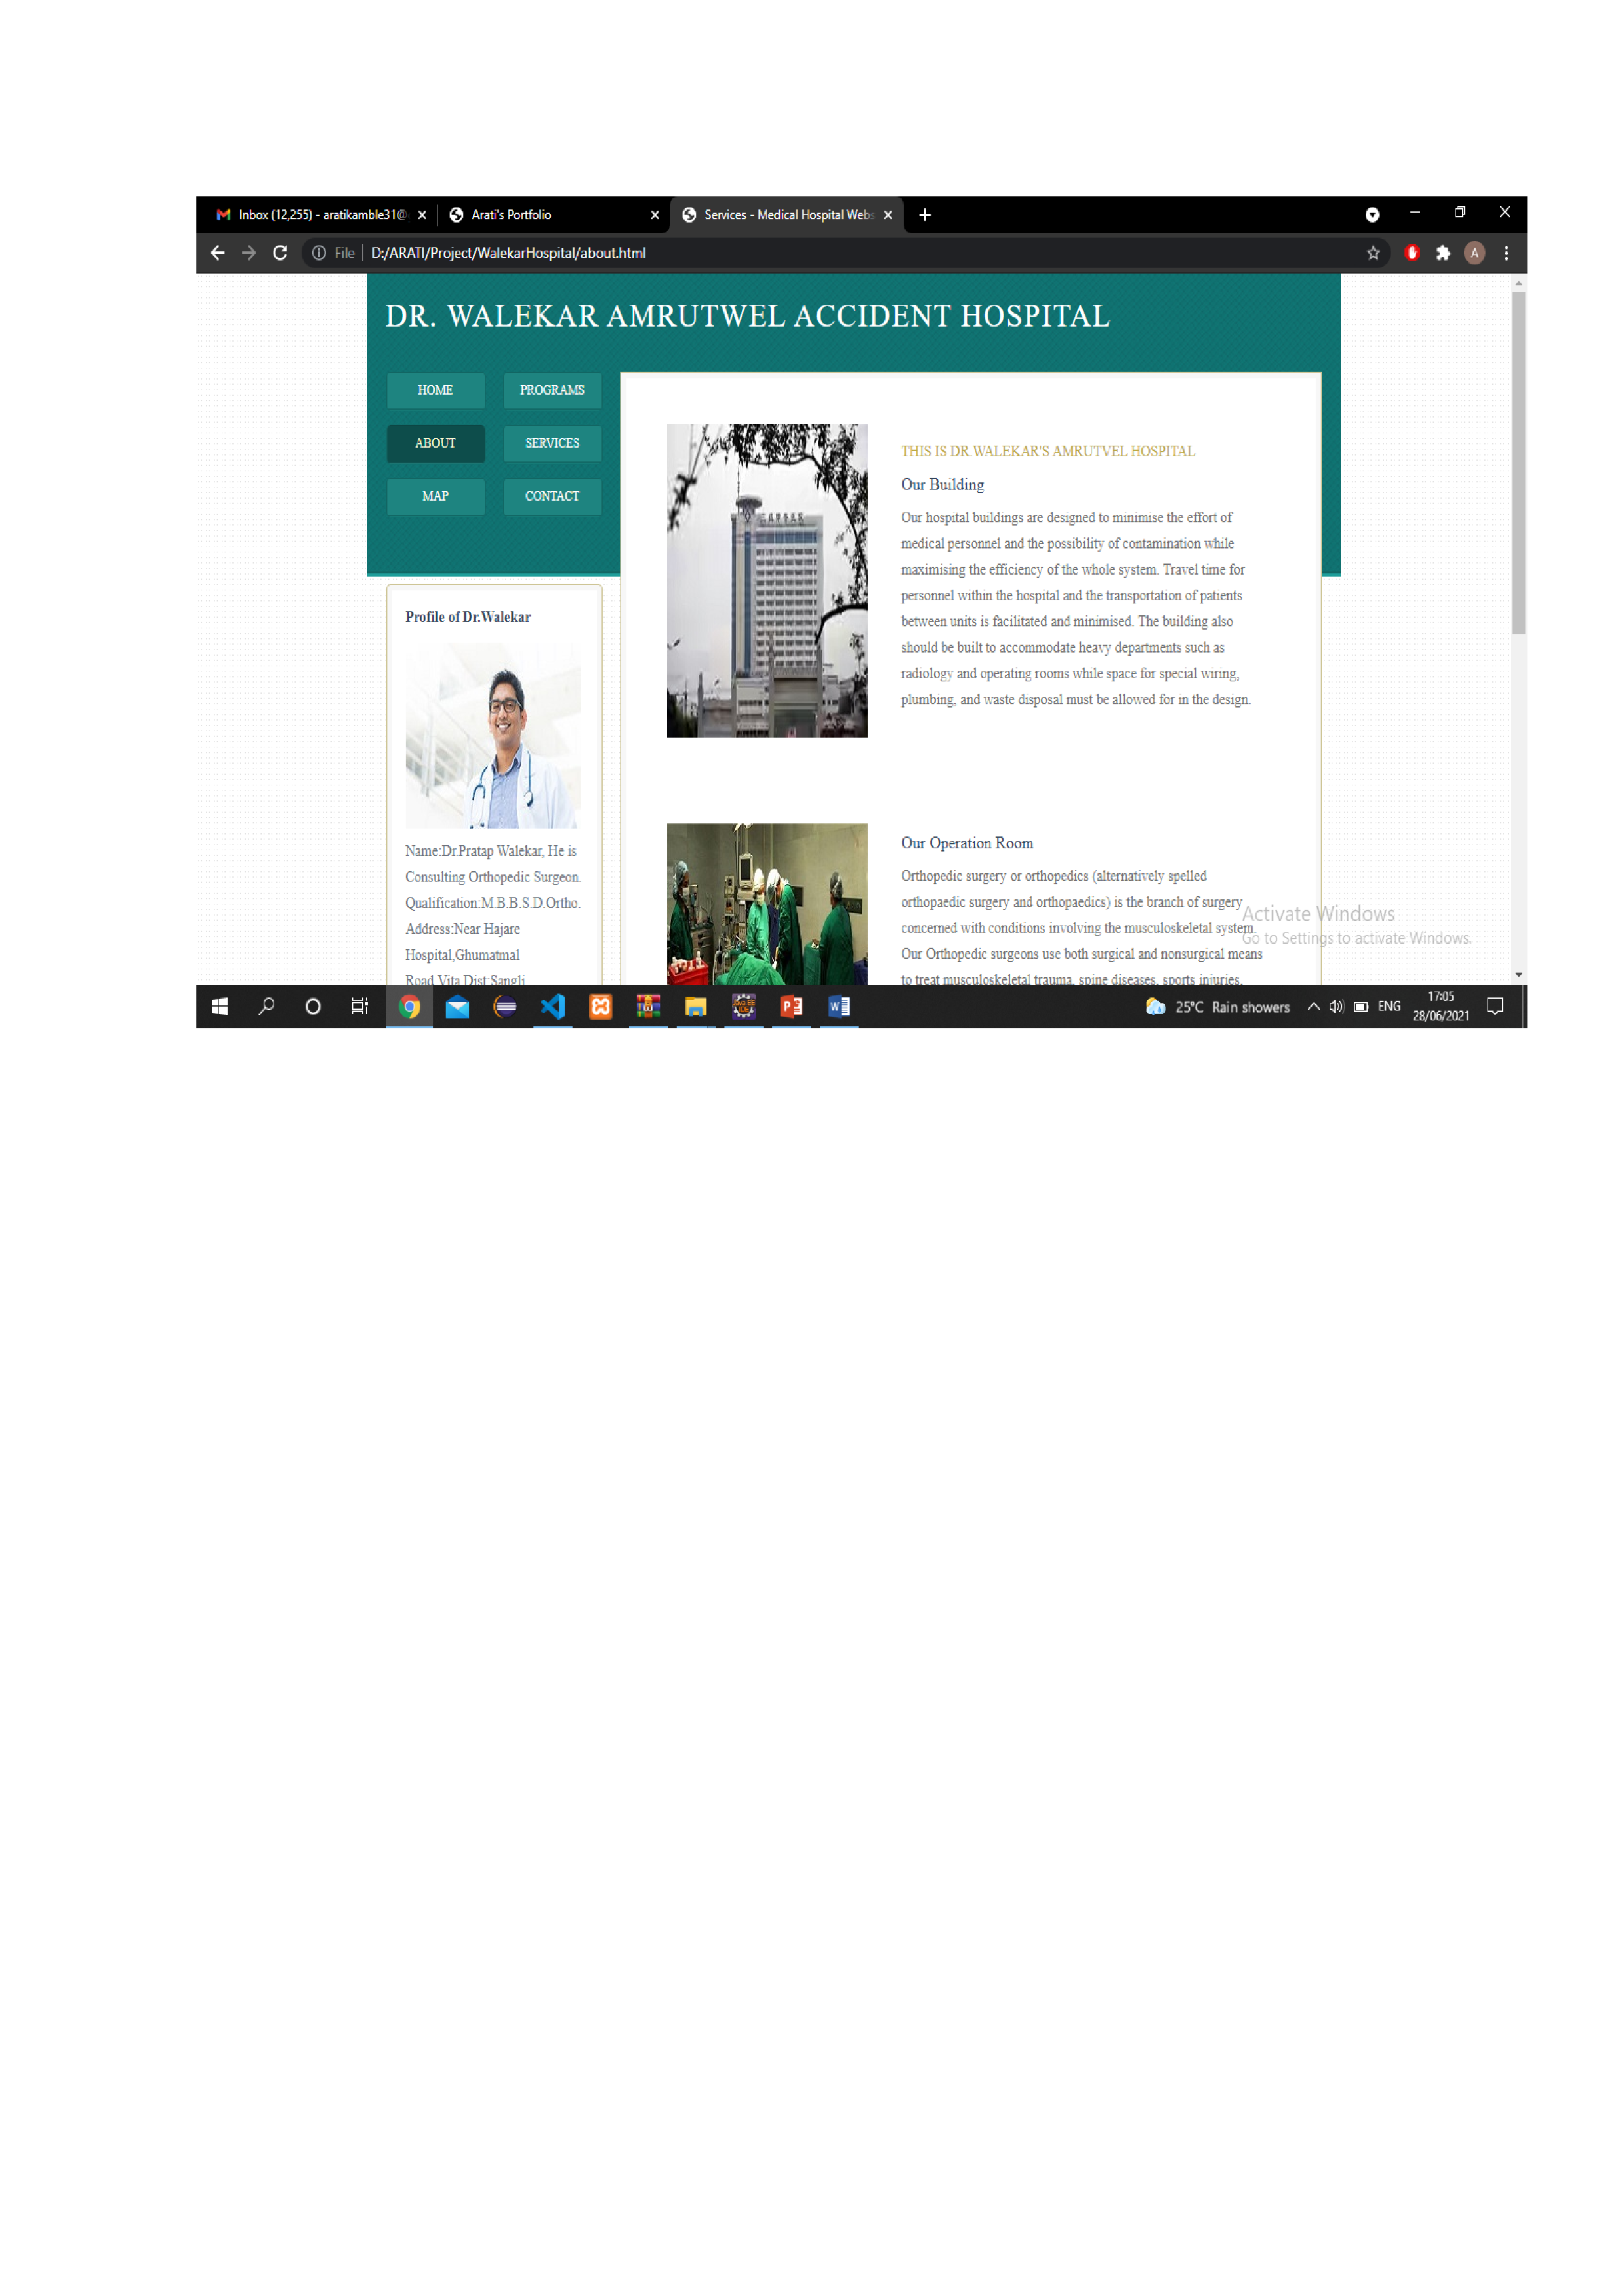 Inbox (12,255) - aratikamble31@
Arati's Portfolio
Services - Medical Hospital Webs
File
D:/ARATI/Project/WalekarHospital/about.html
A
DR. WALEKAR AMRUTWEL ACCIDENT HOSPITAL
HOME
PROGRAMS
ABOUT
SERVICES
MAP
CONTACT
Profile of Dr.Walekar
Name:Dr.Pratap Walekar, He is
Consulting Orthopedic Surgeon.
Qualification:M.B.B.S.D.Ortho.
Address:Near Hajare
Hospital,Ghumatmal
Road,Vita Dist:Sangli
THIS IS DR.WALEKAR'S AMRUTVEL HOSPITAL
Our Building
Our hospital buildings are designed to minimise the effort of
medical personnel and the possibility of contamination while
maximising the efficiency of the whole system. Travel time for
personnel within the hospital and the transportation of patients
between units is facilitated and minimised. The building also
should be built to accommodate heavy departments such as
radiology and operating rooms while space for special wiring,
plumbing, and waste disposal must be allowed for in the design.
Our Operation Room
Orthopedic surgery or orthopedics (alternatively spelled
orthopaedic surgery and orthopaedics) is the branch of surgery
concerned with conditions involving the musculoskeletal system.
Our Orthopedic surgeons use both surgical and nonsurgical means
to treat musculoskeletal trauma, spine diseases, sports injuries,
Activate Windows
Go to Settings to activate Windows.
25°C Rain showers
ENG
17:05
28/06/2021